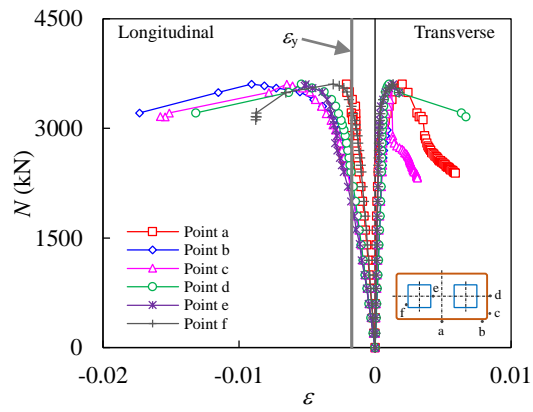 4500
3000
1500
0
N (kN)
Longitudinal
εy
Transverse
Point a
Point b
Point c
Point d
Point e
Point f
e
d
f
c
a
b
-0.02
-0.01
0
0.01
ε